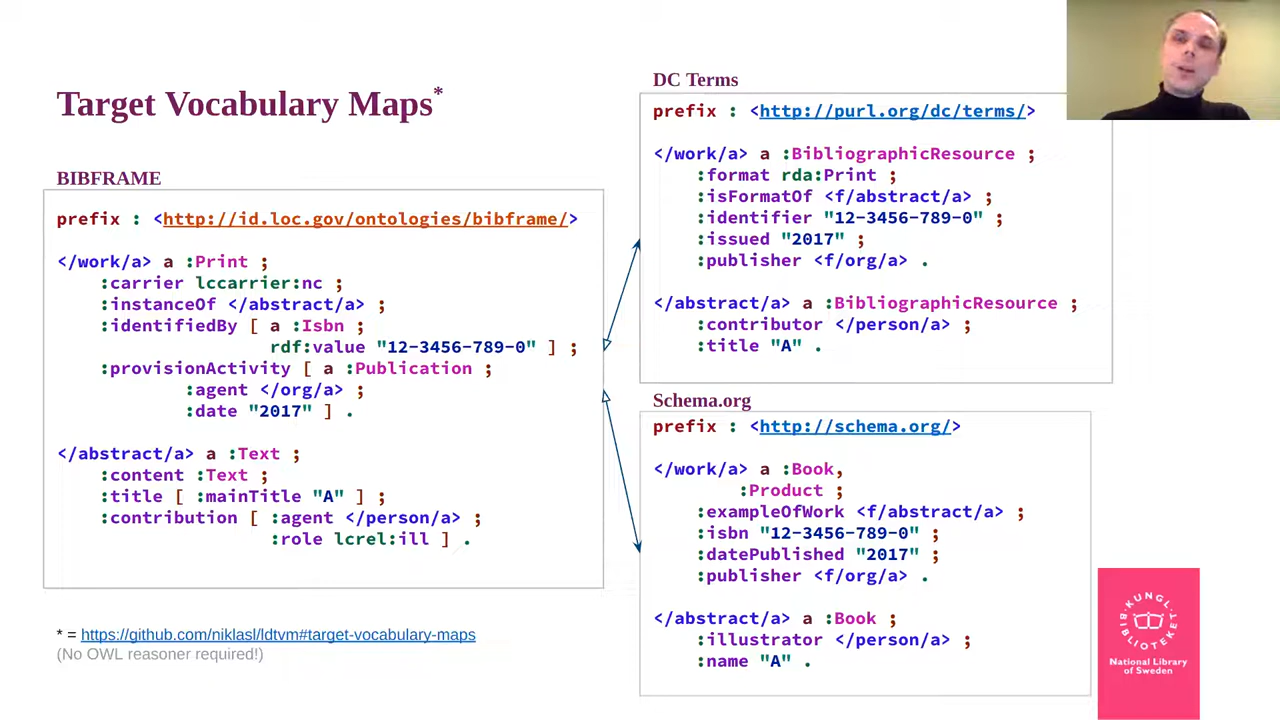 Target Vocabulary Maps*
BIBFRAME
prefix : <http://id.loc.gov/ontologies/bibframe/>
</work/a> a :Print ;
:carrier lccarrier:nc ;
:instanceOf </abstract/a> ;
:identifiedBy [ a :Isbn ;
rdf:value "12-3456-789-0" ] ;
:provisionActivity [ a :Publication ;
:agent </org/a> ;
:date "2017" ] .
</abstract/a> a :Text ;
:content :Text ;
:title [ :mainTitle "A" ] ;
:contribution [ :agent </person/a> ;
:role lcrel:ill ] .
* = https://github.com/niklasl/ldtvm#target-vocabulary-maps
(No OWL reasoner required!)
DC Terms
prefix : <http://purl.org/dc/terms/>
</work/a> a :BibliographicResource ;
:format rda:Print ;
:isFormatOf <f/abstract/a> ;
:identifier "12-3456-789-0" ;
:issued "2017" ;
:publisher <f/org/a> .
</abstract/a> a :BibliographicResource ;
:contributor </person/a> ;
:title "A" .
Schema.org
prefix : <http://schema.org/>
</work/a> a :Book,
:Product ;
:exampleOfWork <f/abstract/a> ;
:isbn "12-3456-789-0" ;
:datePublished "2017" ;
:publisher <f/org/a> .
</abstract/a> a :Book ;
:illustrator </person/a> ;
:name "A" .
KUNGL BIBLIOTEKET
National Library
of Sweden